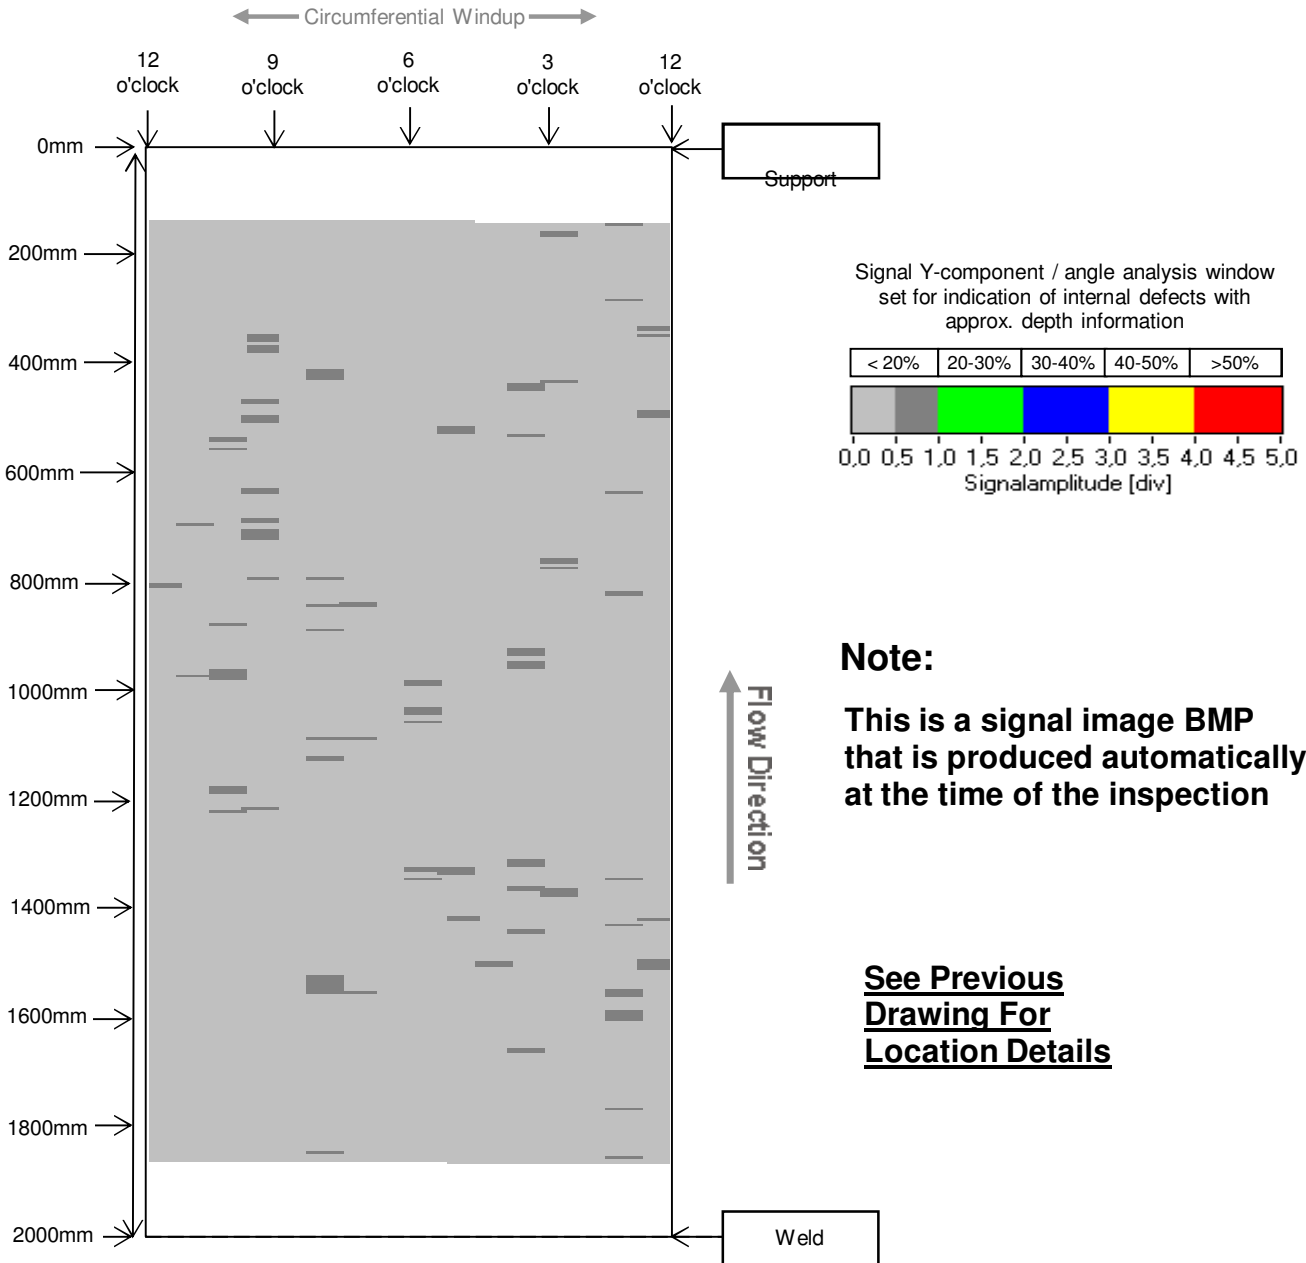 Circumferential Windup
12 9 6 3 12
o'clock o'clock o'clock o'clock o'clock
0mm
Support
200mm
400mm
600mm
800mm
1000mm
1200mm
1400mm
1600mm
1800mm
2000mm
Weld
Signal Y-component / angle analysis window
set for indication of internal defects with
approx. depth information
< 20% 20-30% 30-40% 40-50% >50%
0,0 0,5 1,0 1,5 2,0 2,5 3,0 3,5 4,0 4,5 5,0
Signalamplitude [div]
Flow Direction
Note:
This is a signal image BMP
that is produced automatically
at the time of the inspection
See Previous
Drawing For
Location Details